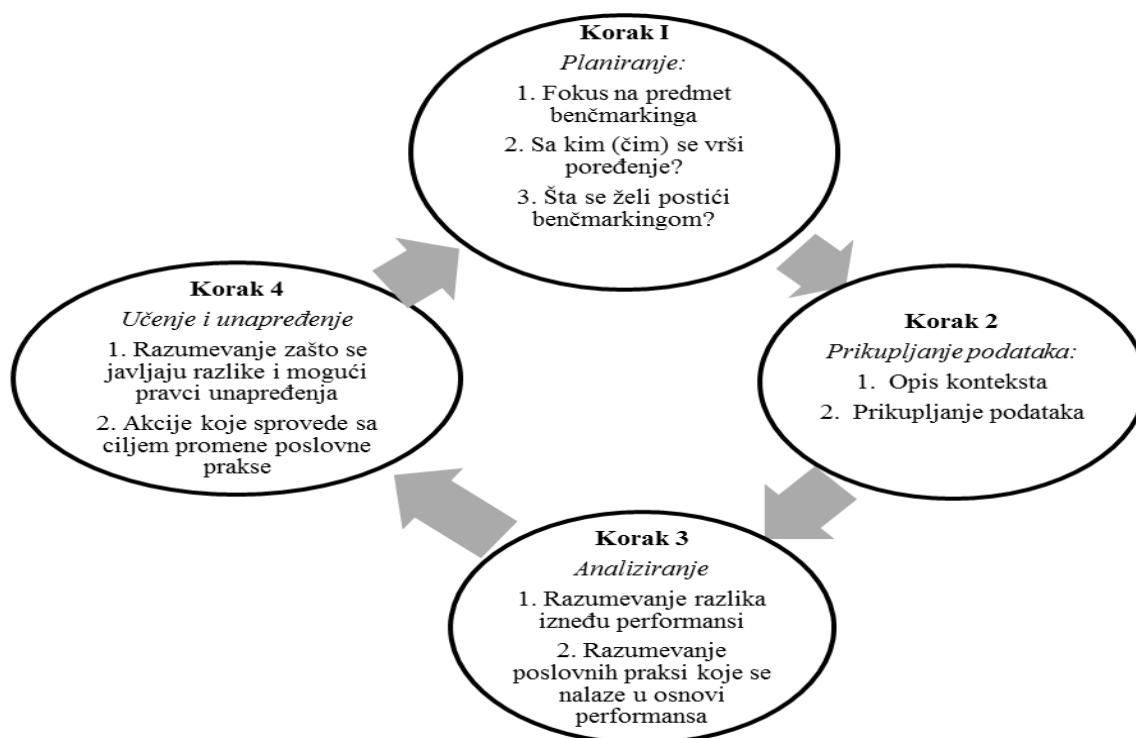 Korak I
Planiranje:
1. Fokus na predmet
benčmarkinga
2. Sa kim (čim) se vrši
poređenje?
3. Šta se želi postići
benčmarkingom?
Korak 2
Prikupljanje podataka:
1. Opis konteksta
2. Prikupljanje podataka
Korak 3
Analiziranje
1. Razumevanje razlika
iznеđu performansi
2. Razumevanje
poslovnih praksi koje se
nalaze u osnovi
performansa
Korak 4
Učenje i unapređenje
1. Razumevanje zašto se
javljaju razlike i mogući
pravci unapređenja
2. Akcije koje sprovede sa
ciljem promene poslovne
prakse